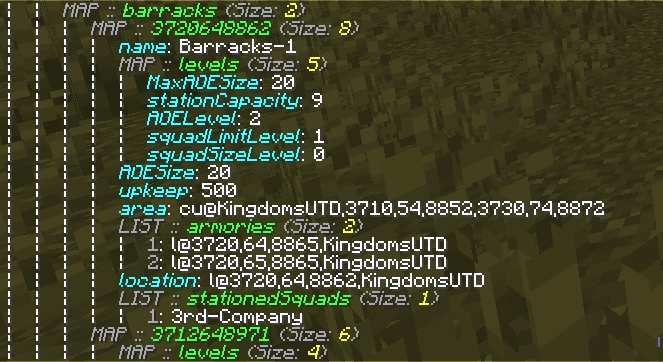 MAP :: barracks (Size: 2)
MAP :: 3720648862 (Size: 8)
name: Barracks-1
MAP :: levels (Size: 5)
MaxAOESize: 20
stationCapacity: 9
AOELevel: 2
squadLimitLevel: 1
squadSizeLevel: 0
AOESize: 20
upkeep: 500
area: cu@KingdomsUTD,3710,54,8852,3730,74,8872
LIST :: armories (Size: 2)
1: l@3720,64,8865,KingdomsUTD
2: l@3720,65,8865,KingdomsUTD
location: l@3720,64,8862,KingdomsUTD
LIST :: stationedSquads (Size: 1)
1: 3rd-Company
MAP :: 3712648971 (Size: 6)
MAP :: levels (Size: 4)